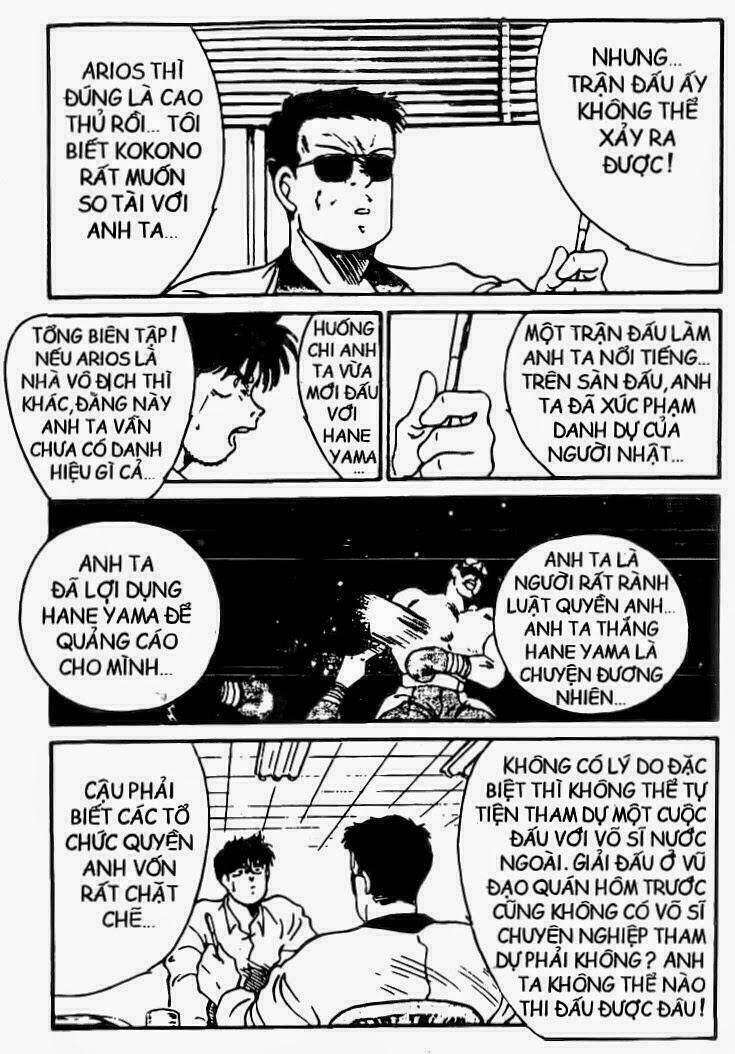 ARIOS THÌ
ĐÚNG LÀ CAO
THỦ RỒI... TÔI
BIẾT KOKONO
RẤT MUỐN
SO TÀI VỚI
ANH TA...
NHƯNG...
TRẬN ĐẤU ẤY
KHÔNG THỂ
XẢY RA
ĐƯỢC!
TỔNG BIÊN TẬP!
NẾU ARIOS LÀ
NHÀ VÔ ĐỊCH THÌ
KHÁC, ĐẰNG NÀY
ANH TA VẪN
CHƯA CÓ DANH
HIỆU GÌ CẢ...
HUỐNG
CHI ANH
TA VỪA
MỚI ĐẤU
VỚI
HANE
YAMA...
MỘT TRẬN ĐẤU LÀM
ANH TA NỔI TIẾNG...
TRÊN SÀN ĐẤU, ANH
TA ĐÃ XÚC PHẠM
DANH DỰ CỦA
NGƯỜI NHẬT...
ANH TA
ĐÃ LỢI DỤNG
HANE YAMA ĐỂ
QUẢNG CÁO
CHO MÌNH...
ANH TA LÀ
NGƯỜI RẤT RÀNH
LUẬT QUYỀN ANH...
ANH TA THẮNG
HANE YAMA LÀ
CHUYỆN ĐƯƠNG
NHIÊN...
CẬU PHẢI
BIẾT CÁC TỔ
CHỨC QUYỀN
ANH VỐN
RẤT CHẶT
CHẼ...
KHÔNG CÓ LÝ DO ĐẶC
BIỆT THÌ KHÔNG THỂ TỰ
TIỆN THAM DỰ MỘT CUỘC
ĐẤU VỚI VÕ SĨ NƯỚC
NGOÀI. GIẢI ĐẤU Ở VŨ
ĐẠO QUÁN HÔM TRƯỚC
CŨNG KHÔNG CÓ VÕ SĨ
CHUYÊN NGHIỆP THAM
DỰ PHẢI KHÔNG? ANH
TA KHÔNG THỂ NÀO
THI ĐẤU ĐƯỢC ĐÂU!